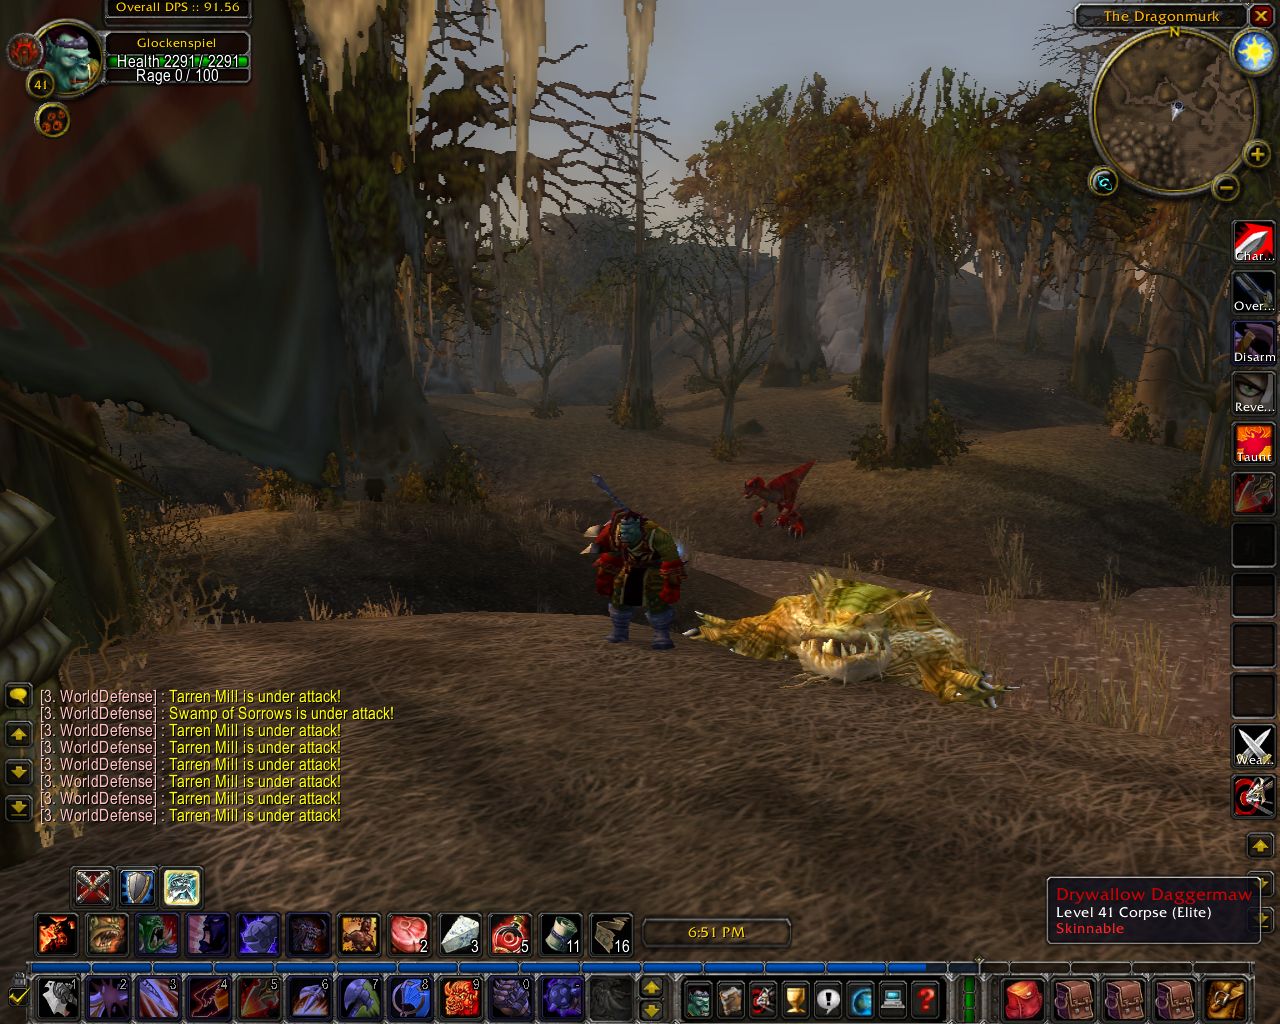 Overall DPS :: 91.56
Glockenspiel
Health 2291 / 2291
Rage 0 / 100
41
The Dragonmurk
N
Char...
Over...
Disarm
Reve...
Taunt
Wea...
[3. WorldDefense] : Tarren Mill is under attack!
[3. WorldDefense] : Swamp of Sorrows is under attack!
[3. WorldDefense] : Tarren Mill is under attack!
[3. WorldDefense] : Tarren Mill is under attack!
[3. WorldDefense] : Tarren Mill is under attack!
[3. WorldDefense] : Tarren Mill is under attack!
[3. WorldDefense] : Tarren Mill is under attack!
[3. WorldDefense] : Tarren Mill is under attack!
Drywallow Daggermaw
Level 41 Corpse (Elite)
Skinnable
2 3 5 11 16
6:51 PM
1 2 3 4 5 6 7 8 9 0